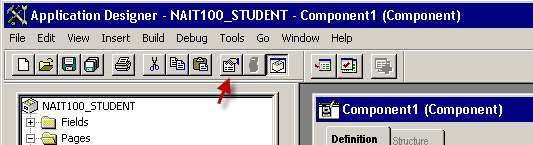 Application Designer - NAIT100_STUDENT - Component1 (Component)
File Edit View Insert Build Debug Tools Go Window Help
NAIT100_STUDENT
Fields
Pages
Component1 (Component)
Definition Structure